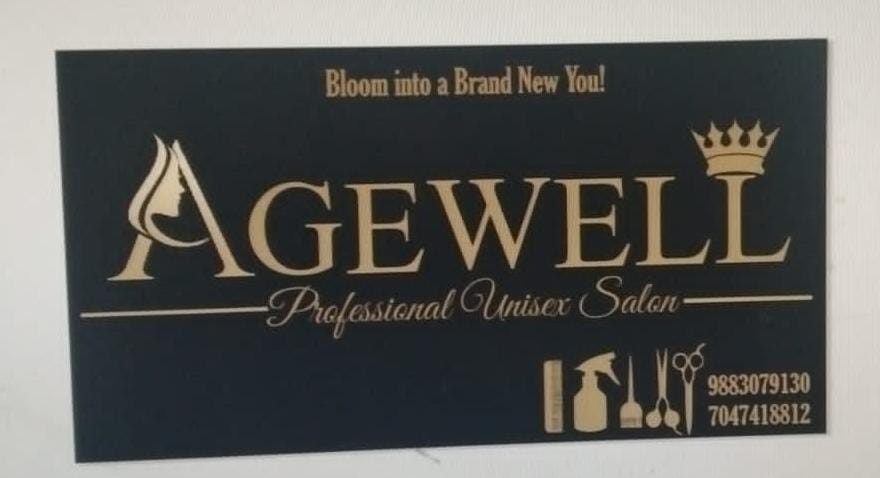 Bloom into a Brand New You!
AGEWELL
Professional Unisex Salon
9883079130
7047418812